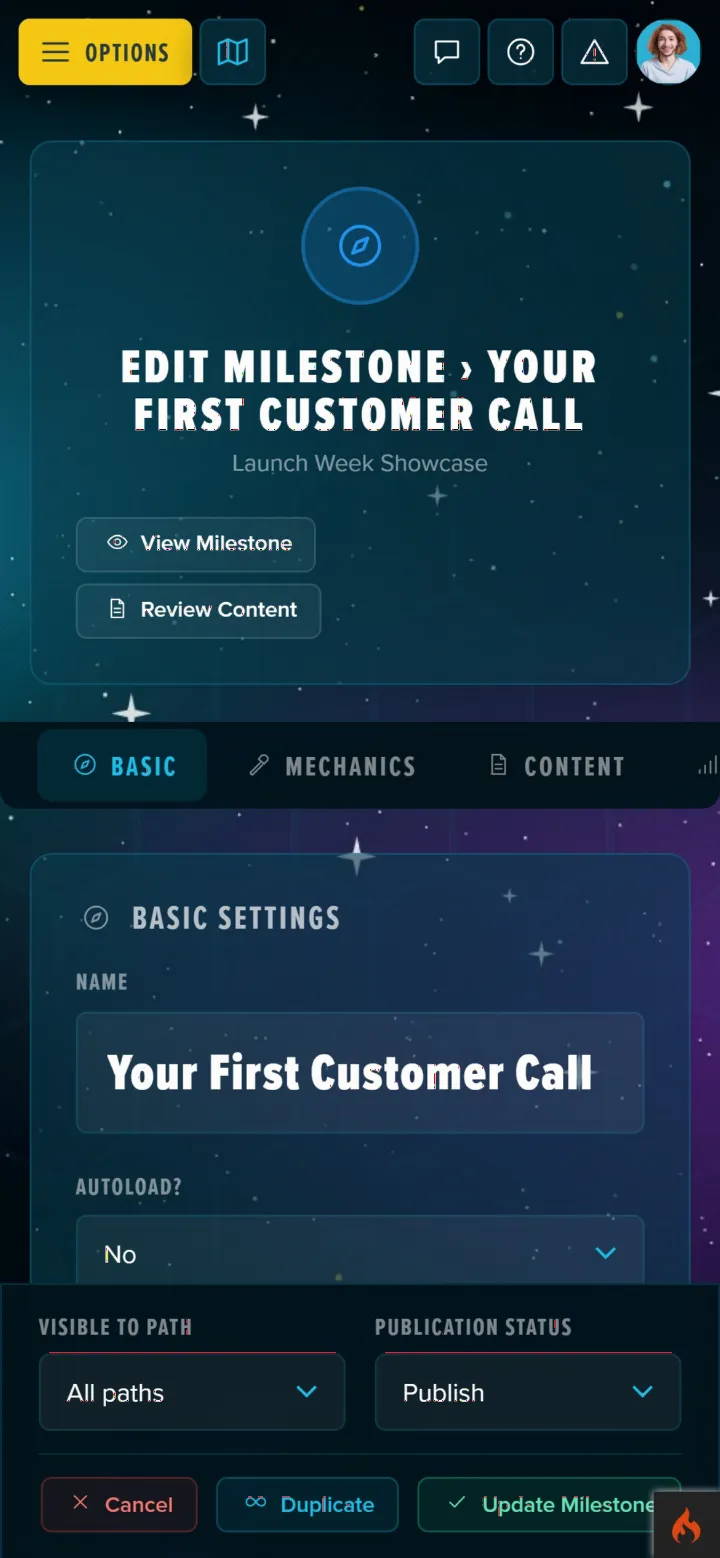 OPTIONS
EDIT MILESTONE › YOUR
FIRST CUSTOMER CALL
Launch Week Showcase
View Milestone
Review Content
BASIC
MECHANICS
CONTENT
BASIC SETTINGS
NAME
Your First Customer Call
AUTOLOAD?
No
VISIBLE TO PATH
PUBLICATION STATUS
All paths
Publish
Cancel
Duplicate
Update Milestone